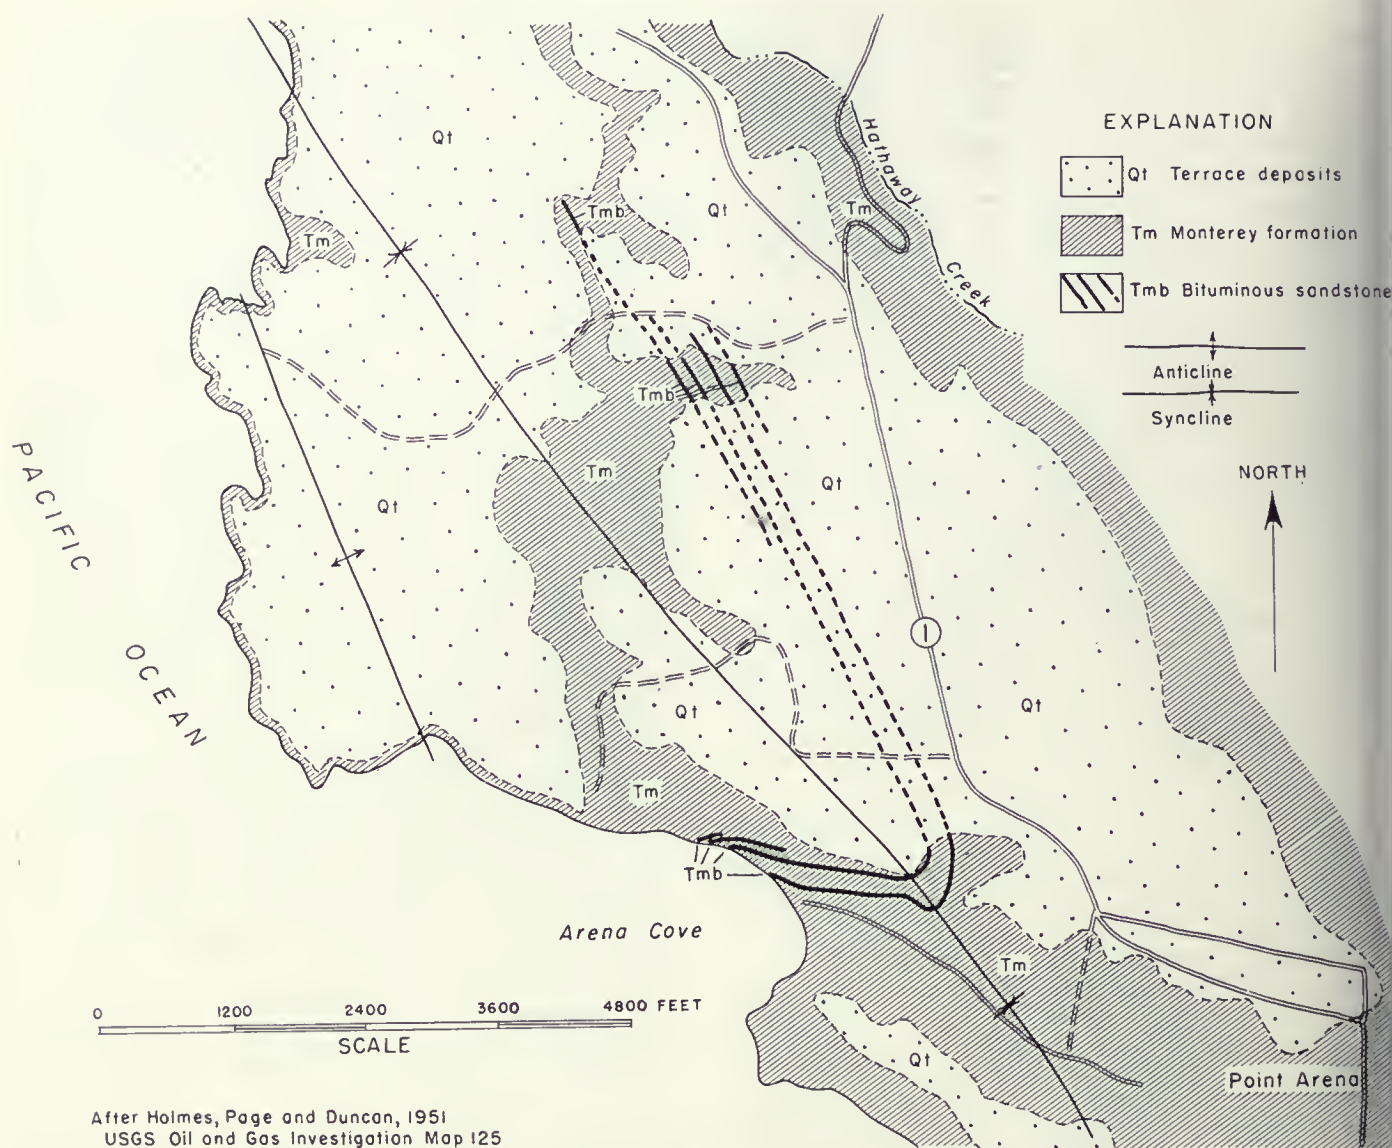 EXPLANATION
Qt Terrace deposits
Tm Monterey formation
Tmb Bituminous sandstone
Anticline
Syncline
NORTH
Qt
Hathaway
Creek
Tmb
Qt
Tm
Tm
Tmb
Tm
Qt
Qt
PACIFIC
OCEAN
1
Qt
Qt
Tm
Tmb
Arena Cove
Tm
Qt
Point Arena
0 1200 2400 3600 4800 FEET
SCALE
After Holmes, Page and Duncan, 1951
USGS Oil and Gas Investigation Map 125